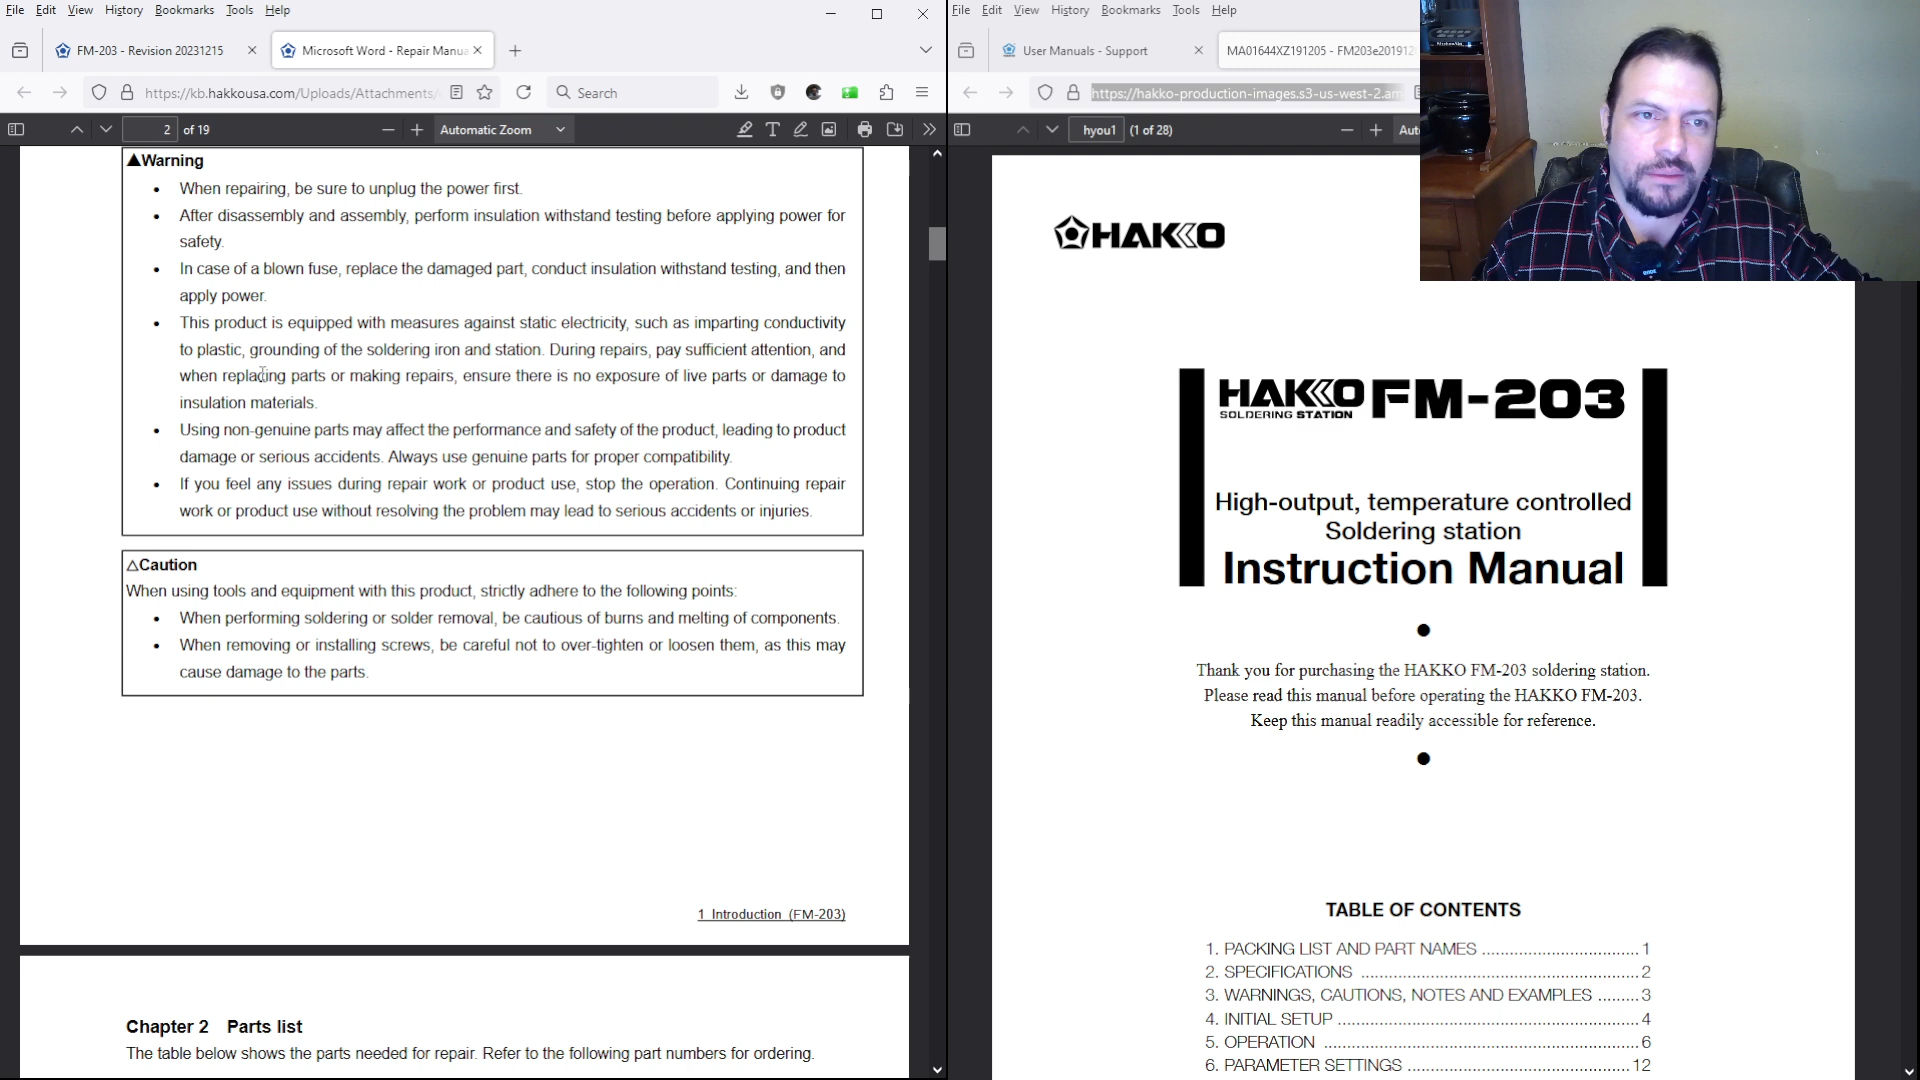 File Edit View History Bookmarks Tools Help
FM-203 - Revision 20231215
Microsoft Word - Repair Manua
https://kb.hakkousa.com/Uploads/Attachments/
Search
2 of 19
Automatic Zoom
▲Warning
• When repairing, be sure to unplug the power first.
• After disassembly and assembly, perform insulation withstand testing before applying power for
safety.
• In case of a blown fuse, replace the damaged part, conduct insulation withstand testing, and then
apply power.
• This product is equipped with measures against static electricity, such as imparting conductivity
to plastic, grounding of the soldering iron and station. During repairs, pay sufficient attention, and
when replacing parts or making repairs, ensure there is no exposure of live parts or damage to
insulation materials.
• Using non-genuine parts may affect the performance and safety of the product, leading to product
damage or serious accidents. Always use genuine parts for proper compatibility.
• If you feel any issues during repair work or product use, stop the operation. Continuing repair
work or product use without resolving the problem may lead to serious accidents or injuries.
△Caution
When using tools and equipment with this product, strictly adhere to the following points:
• When performing soldering or solder removal, be cautious of burns and melting of components.
• When removing or installing screws, be careful not to over-tighten or loosen them, as this may
cause damage to the parts.
1 Introduction (FM-203)
Chapter 2 Parts list
The table below shows the parts needed for repair. Refer to the following part numbers for ordering.
File Edit View History Bookmarks Tools Help
User Manuals - Support
MA01644XZ191205 - FM203e201912
https://hakko-production-images.s3-us-west-2.am
hyou1 (1 of 28)
Aut
HAKKO
HAKKO FM-203
SOLDERING STATION
High-output, temperature controlled
Soldering station
Instruction Manual
Thank you for purchasing the HAKKO FM-203 soldering station.
Please read this manual before operating the HAKKO FM-203.
Keep this manual readily accessible for reference.
TABLE OF CONTENTS
1. PACKING LIST AND PART NAMES ................................... 1
2. SPECIFICATIONS .............................................................. 2
3. WARNINGS, CAUTIONS, NOTES AND EXAMPLES ......... 3
4. INITIAL SETUP ................................................................... 4
5. OPERATION ...................................................................... 6
6. PARAMETER SETTINGS ................................................. 12